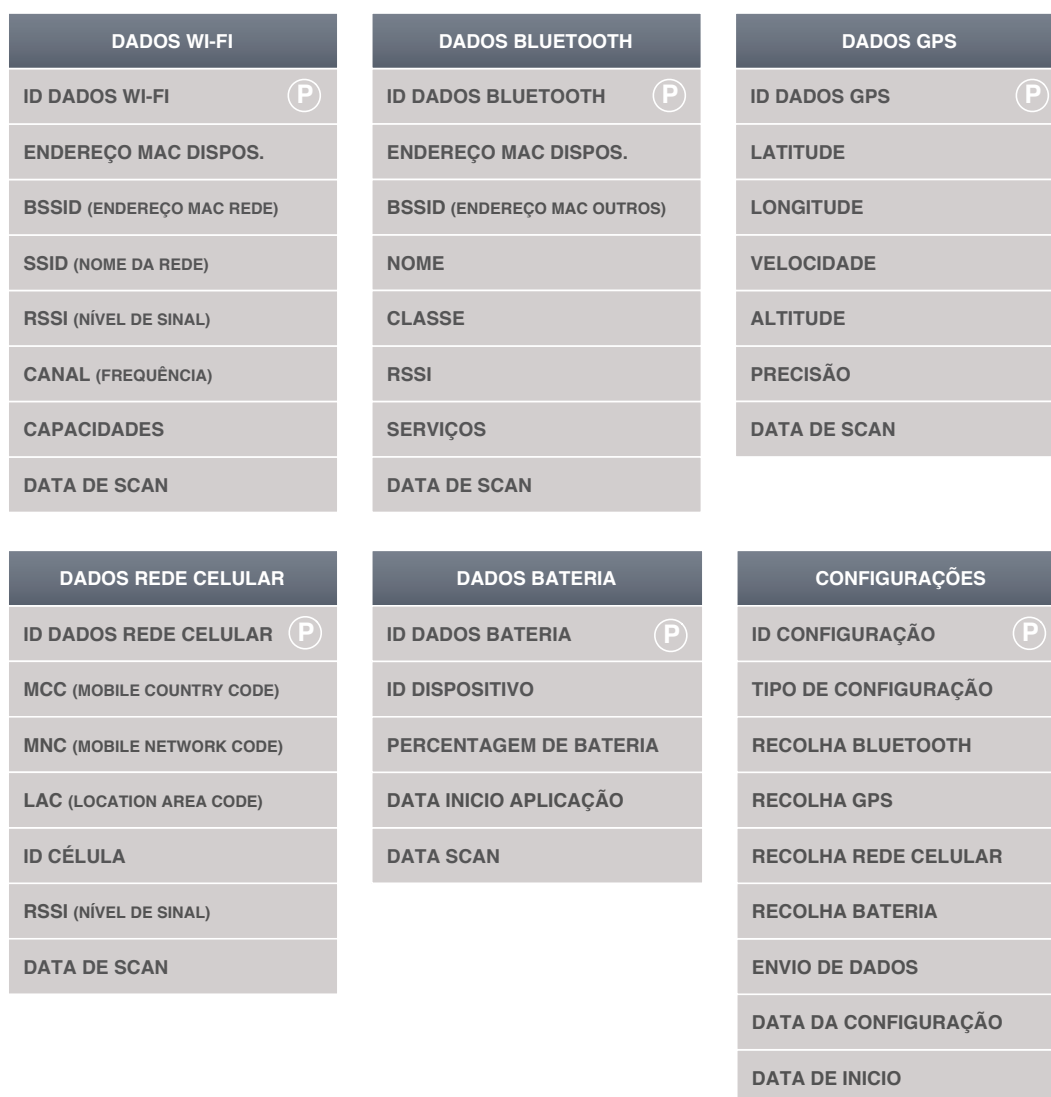 DADOS WI-FI
ID DADOS WI-FI P
ENDEREÇO MAC DISPOS.
BSSID (ENDEREÇO MAC REDE)
SSID (NOME DA REDE)
RSSI (NÍVEL DE SINAL)
CANAL (FREQUÊNCIA)
CAPACIDADES
DATA DE SCAN
DADOS BLUETOOTH
ID DADOS BLUETOOTH P
ENDEREÇO MAC DISPOS.
BSSID (ENDEREÇO MAC OUTROS)
NOME
CLASSE
RSSI
SERVIÇOS
DATA DE SCAN
DADOS GPS
ID DADOS GPS P
LATITUDE
LONGITUDE
VELOCIDADE
ALTITUDE
PRECISÃO
DATA DE SCAN
DADOS REDE CELULAR
ID DADOS REDE CELULAR P
MCC (MOBILE COUNTRY CODE)
MNC (MOBILE NETWORK CODE)
LAC (LOCATION AREA CODE)
ID CÉLULA
RSSI (NÍVEL DE SINAL)
DATA DE SCAN
DADOS BATERIA
ID DADOS BATERIA P
ID DISPOSITIVO
PERCENTAGEM DE BATERIA
DATA INICIO APLICAÇÃO
DATA SCAN
CONFIGURAÇÕES
ID CONFIGURAÇÃO P
TIPO DE CONFIGURAÇÃO
RECOLHA BLUETOOTH
RECOLHA GPS
RECOLHA REDE CELULAR
RECOLHA BATERIA
ENVIO DE DADOS
DATA DA CONFIGURAÇÃO
DATA DE INICIO